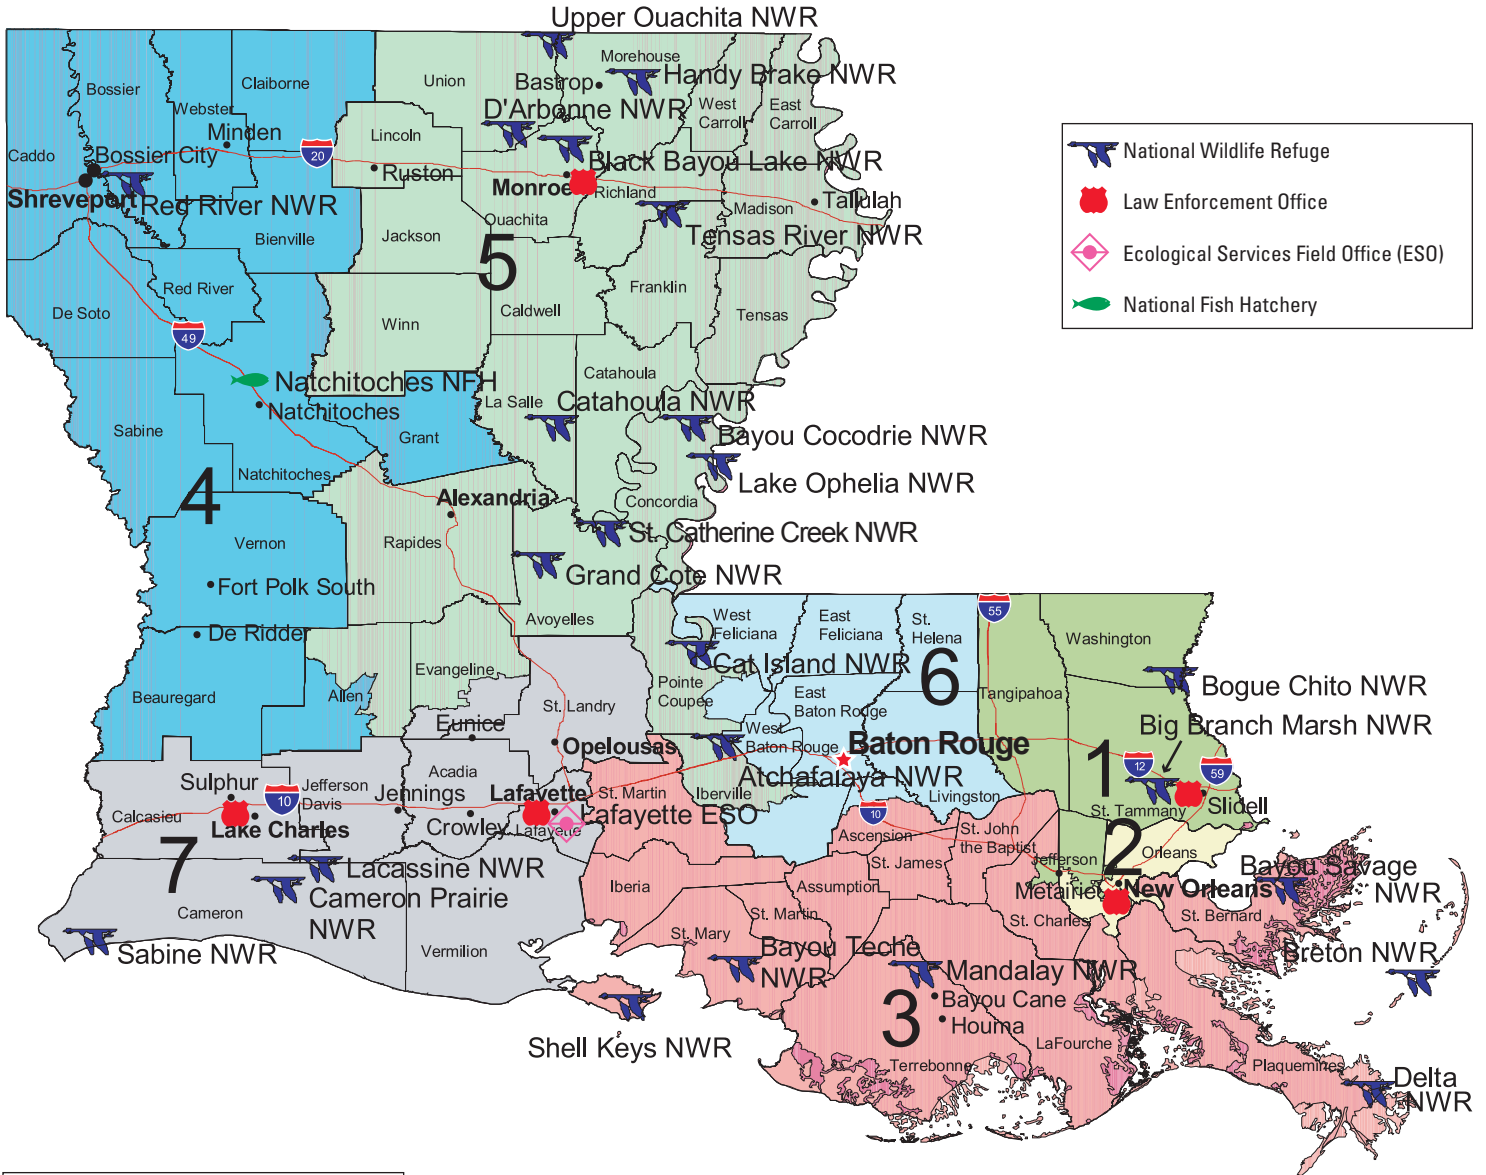 Upper Ouachita NWR
Morehouse
Union
Bastrop
Handy Brake NWR
Bossier
Claiborne
Webster
D'Arbonne NWR
West
Carroll
East
Carroll
Minden
Lincoln
Caddo
Bossier City
20
Black Bayou Lake NWR
Ruston
Monroe
Richland
Shreveport
Red River NWR
Madison
Tallulah
Ouachita
Bienville
Jackson
Tensas River NWR
5
Red River
Franklin
De Soto
Winn
Caldwell
Tensas
49
Natchitoches NFH
Catahoula
Natchitoches
La Salle
Catahoula NWR
Sabine
Grant
Bayou Cocodrie NWR
Natchitoches
4
Lake Ophelia NWR
Alexandria
Concordia
Vernon
Rapides
St. Catherine Creek NWR
Fort Polk South
Grand Cote NWR
De Ridder
Avoyelles
West
Feliciana
East
Feliciana
St.
Helena
55
Washington
6
Evangeline
Cat Island NWR
Beauregard
Allen
Pointe
Coupee
East
Baton Rouge
Tangipahoa
Bogue Chito NWR
Eunice
St. Landry
West
Baton Rouge
Big Branch Marsh NWR
Opelousas
Baton Rouge
1
12
59
Sulphur
Jefferson
Davis
Acadia
Atchafalaya NWR
10
Jennings
Lafayette
St. Martin
Iberville
Livingston
St. Tammany
Slidell
Calcasieu
Lake Charles
Crowley
Lafayette
Lafayette ESO
10
Ascension
St. John
the Baptist
2
Orleans
7
Lacassine NWR
St. James
Jefferson
Bayou Savage
NWR
Cameron Prairie
NWR
Iberia
Assumption
Metairie
New Orleans
Cameron
St. Martin
St. Charles
St. Bernard
Sabine NWR
Vermilion
St. Mary
Bayou Teche
NWR
Breton NWR
Mandalay NWR
3
Bayou Cane
Houma
Shell Keys NWR
LaFourche
Terrebonne
Plaquemines
Delta
NWR
National Wildlife Refuge
Law Enforcement Office
Ecological Services Field Office (ESO)
National Fish Hatchery